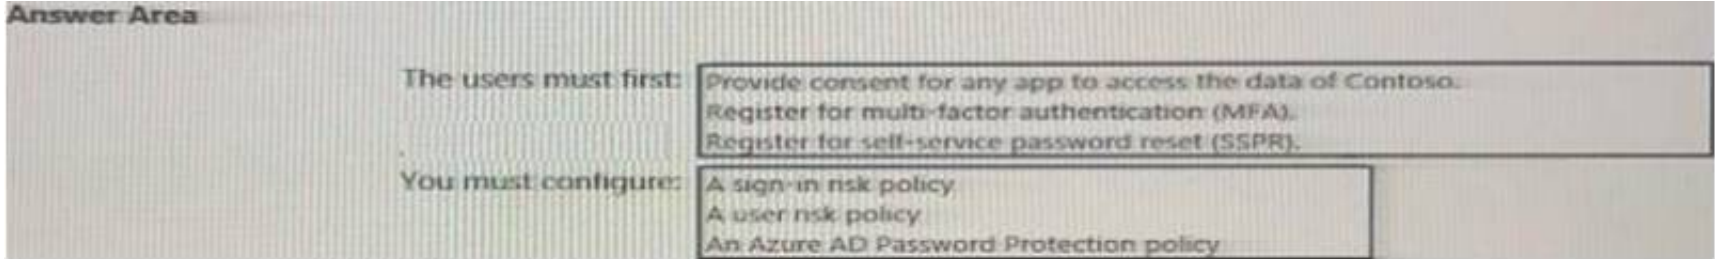 Answer Area
The users must first: Provide consent for any app to access the data of Contoso.
Register for multi-factor authentication (MFA).
Register for self-service password reset (SSPR).
You must configure: A sign-in risk policy
A user risk policy
An Azure AD Password Protection policy